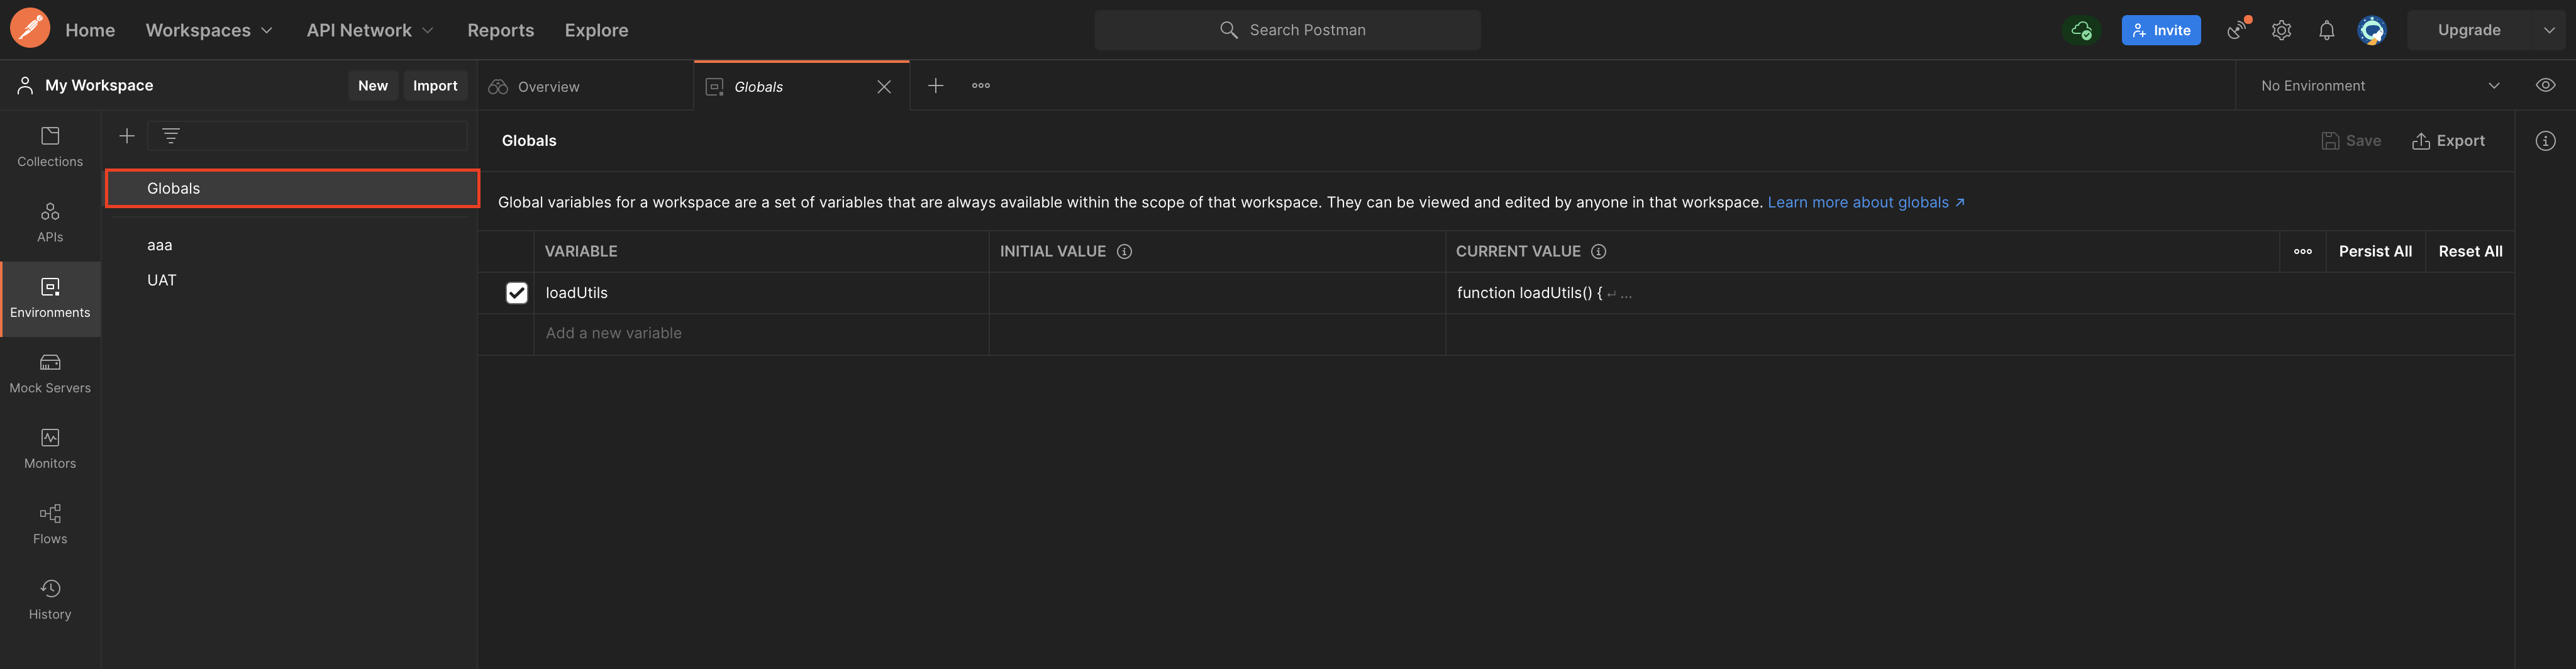 Home
Workspaces
API Network
Reports
Explore
Search Postman
Invite
Upgrade
My Workspace
New
Import
Overview
Globals
No Environment
Collections
APIs
Environments
Mock Servers
Monitors
Flows
History
Globals
aaa
UAT
Globals
Save
Export
Global variables for a workspace are a set of variables that are always available within the scope of that workspace. They can be viewed and edited by anyone in that workspace. Learn more about globals ↗
VARIABLE
INITIAL VALUE
CURRENT VALUE
Persist All
Reset All
loadUtils
function loadUtils() { ↵ ...
Add a new variable